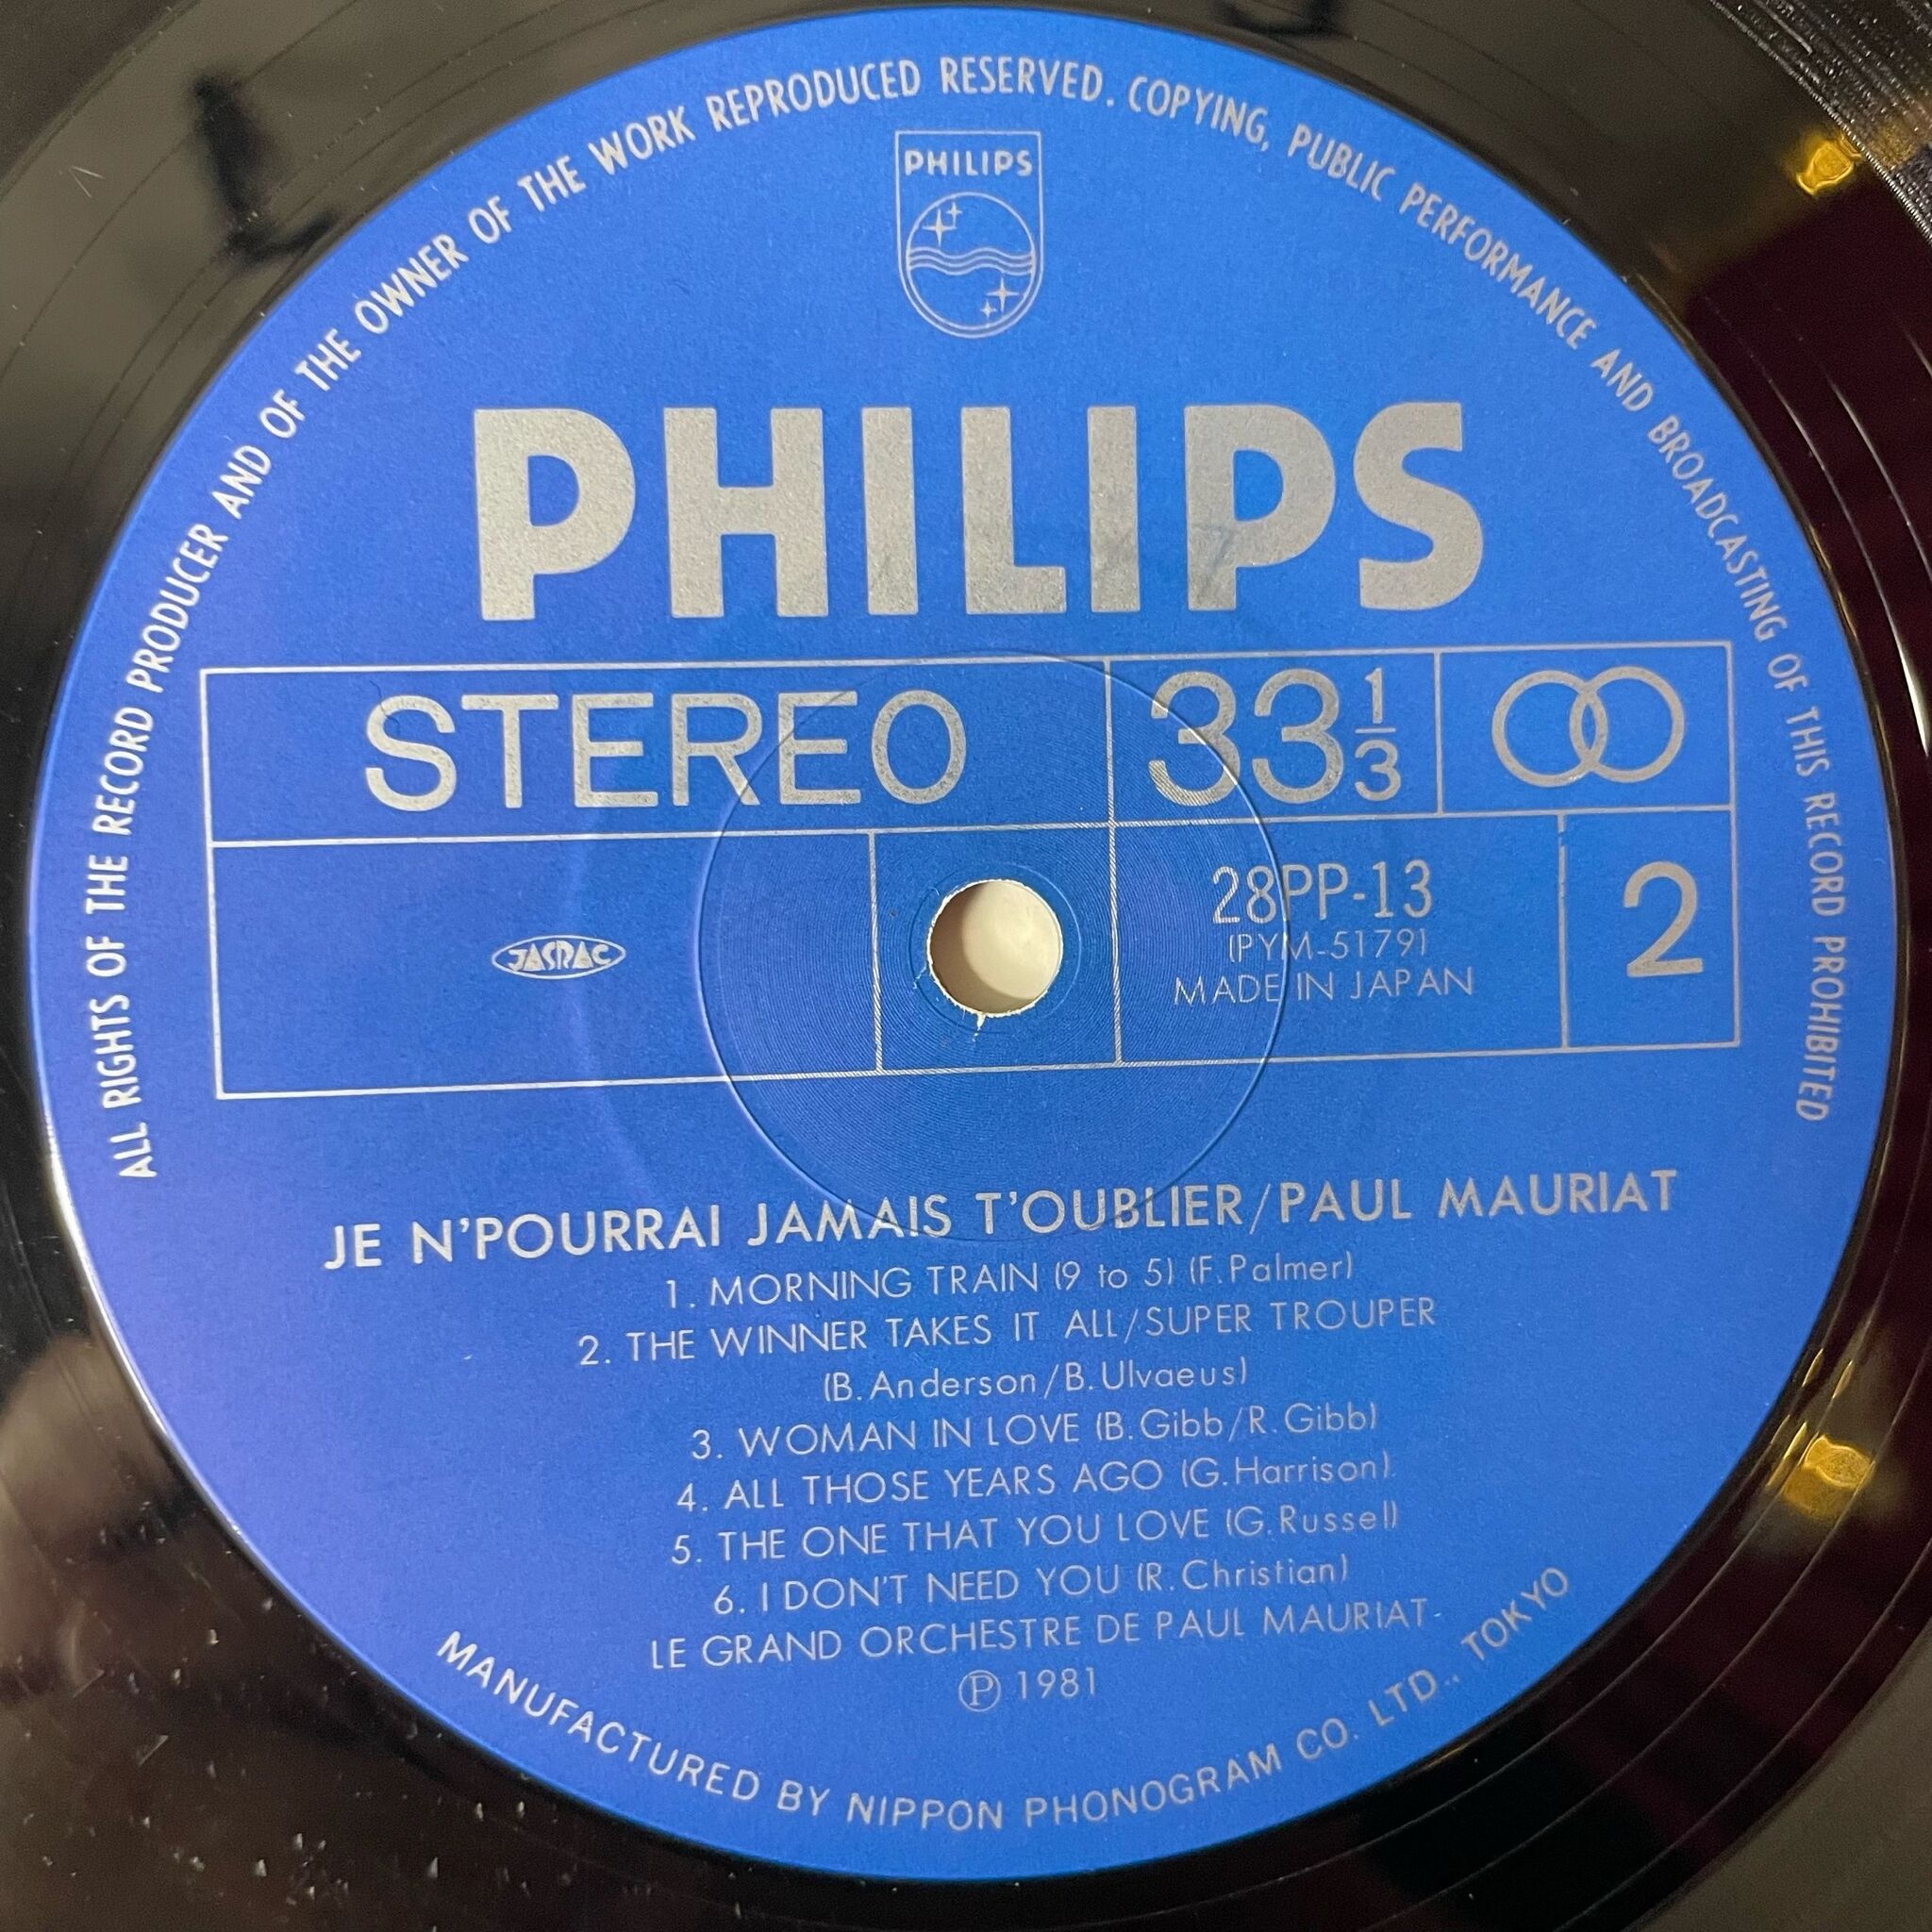 ALL RIGHTS OF THE RECORD PRODUCER AND OF THE OWNER OF THE WORK REPRODUCED RESERVED. COPYING, PUBLIC PERFORMANCE AND BROADCASTING OF THIS RECORD PROHIBITED
PHILIPS
PHILIPS
STEREO
33 1/3
JASRAC
28PP-13
(PYM-5179)
MADE IN JAPAN
2
JE N'POURRAI JAMAIS T'OUBLIER/PAUL MAURIAT
1. MORNING TRAIN (9 to 5) (F.Palmer)
2. THE WINNER TAKES IT ALL/SUPER TROUPER
(B.Anderson/B.Ulvaeus)
3. WOMAN IN LOVE (B.Gibb/R.Gibb)
4. ALL THOSE YEARS AGO (G.Harrison)
5. THE ONE THAT YOU LOVE (G.Russell)
6. I DON'T NEED YOU (R.Christian)
LE GRAND ORCHESTRE DE PAUL MAURIAT
Ⓟ 1981
MANUFACTURED BY NIPPON PHONOGRAM CO. LTD., TOKYO